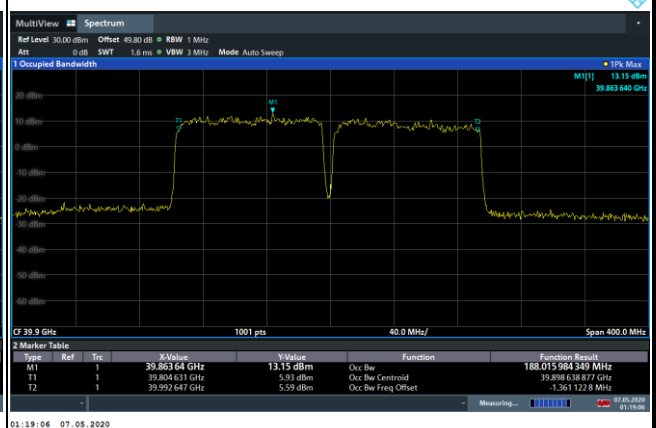 MultiView Spectrum
Ref Level 30.00 dBm Offset 49.80 dB RBW 1 MHz
Att 0 dB SWT 1.6 ms VBW 3 MHz Mode Auto Sweep
1 Occupied Bandwidth 1Pk Max
M1[1] 13.15 dBm
39.863 640 GHz
20 dBm
M1
10 dBm
T1
T2
0 dBm
-10 dBm
-20 dBm
-30 dBm
-40 dBm
-50 dBm
-60 dBm
CF 39.9 GHz 1001 pts 40.0 MHz/ Span 400.0 MHz
2 Marker Table
Type Ref Trc X-Value Y-Value Function Function Result
M1 1 39.863 64 GHz 13.15 dBm Occ Bw 188.015 984 349 MHz
T1 1 39.804 631 GHz 5.93 dBm Occ Bw Centroid 39.898 638 877 GHz
T2 1 39.992 647 GHz 5.59 dBm Occ Bw Freq Offset -1.361 122 8 MHz
Measuring... 07.05.2020
01:19:06
01:19:06 07.05.2020